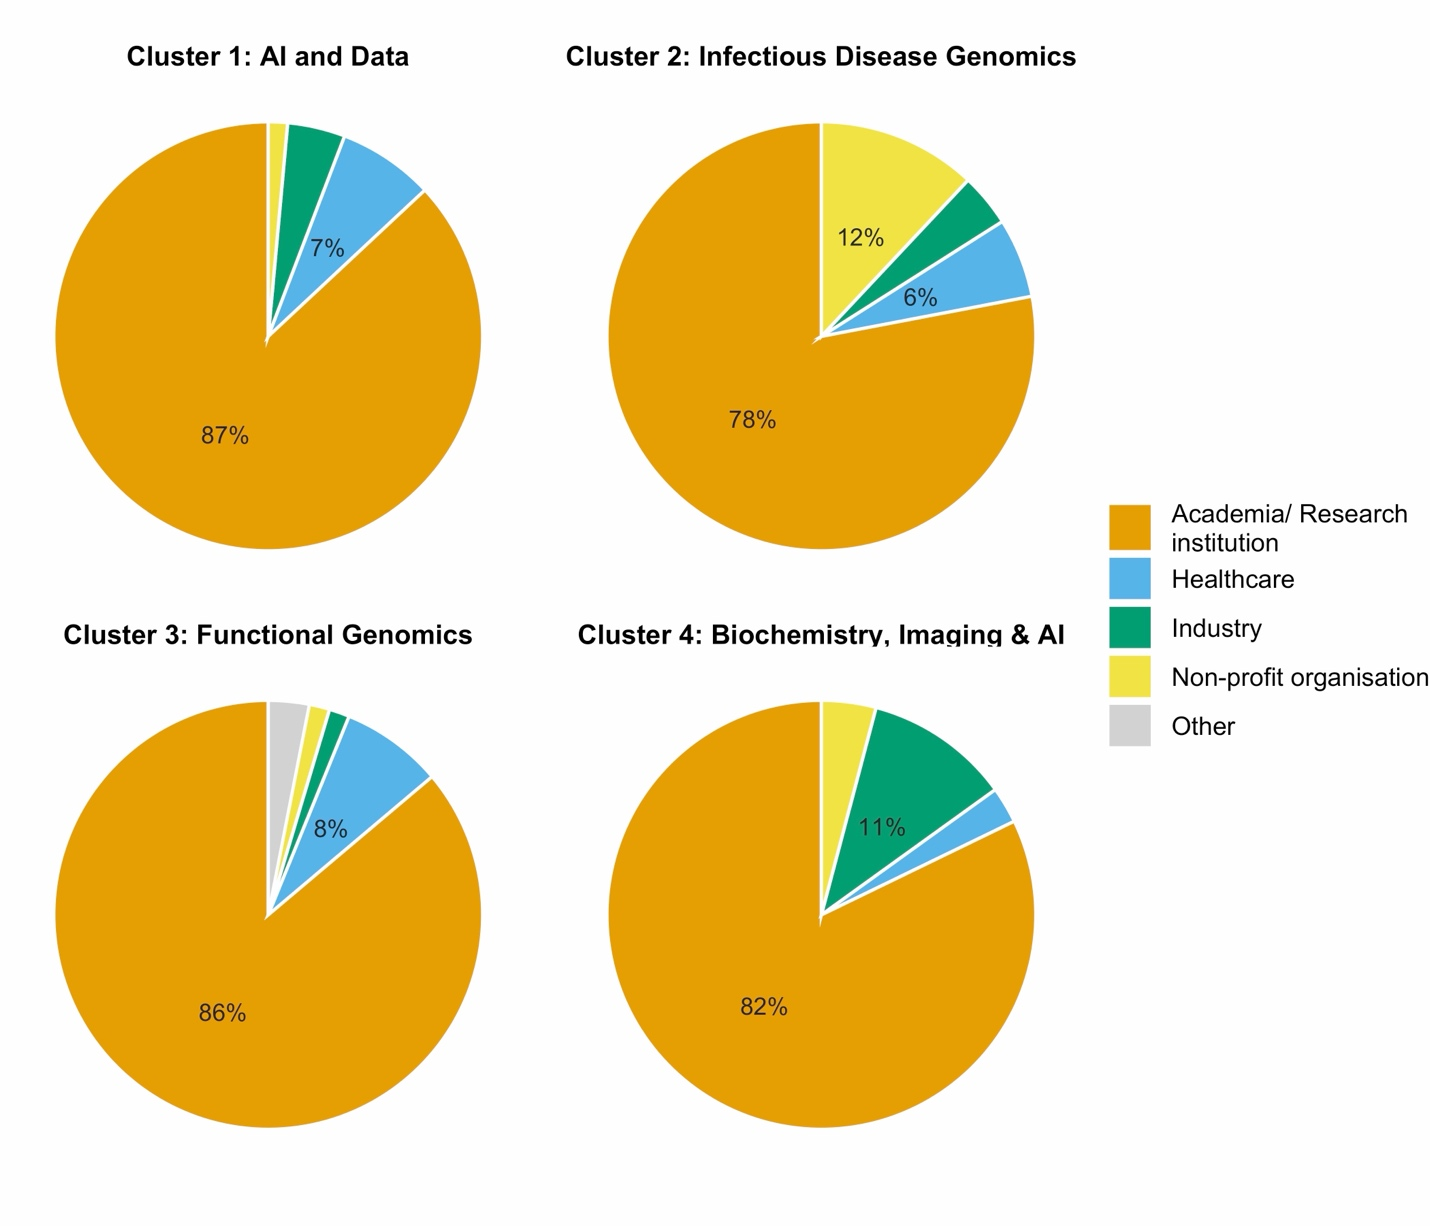 Cluster 1: AI and Data
Cluster 2: Infectious Disease Genomics
7%
87%
12%
6%
78%
Cluster 3: Functional Genomics
Cluster 4: Biochemistry, Imaging & AI
8%
86%
11%
82%
Academia/ Research
institution
Healthcare
Industry
Non-profit organisation
Other